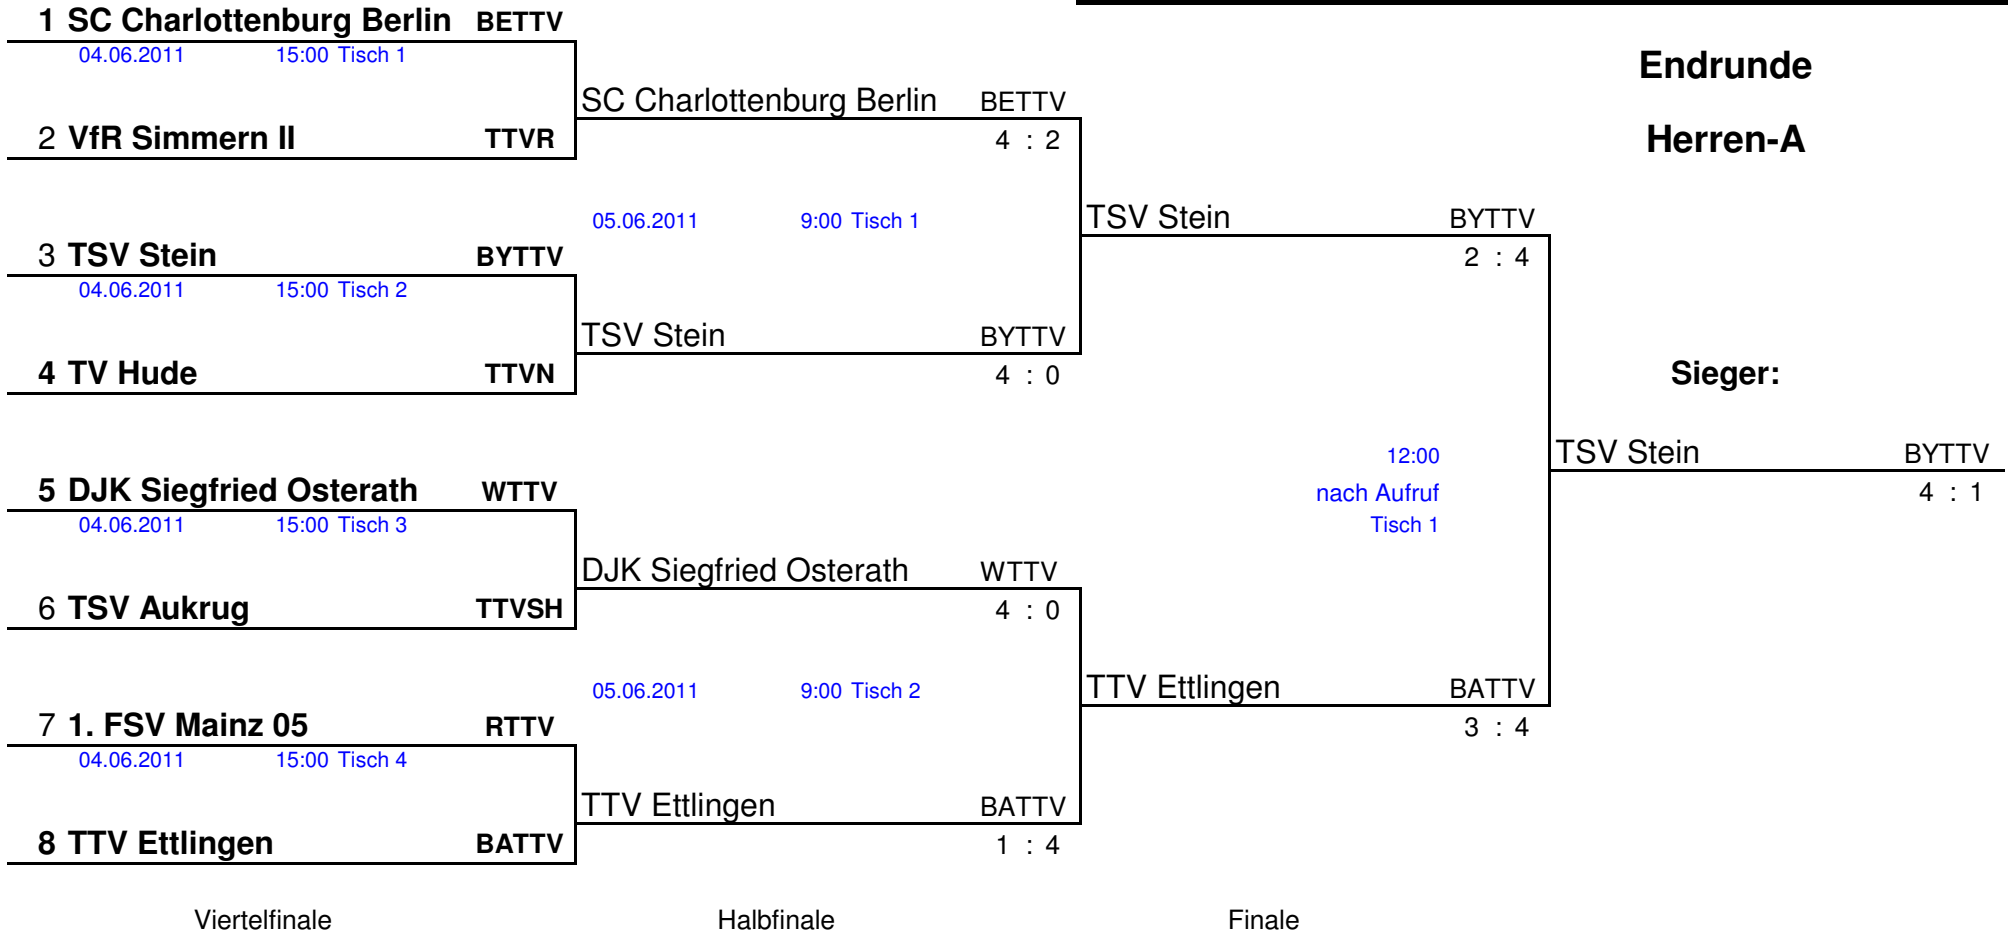 1 SC Charlottenburg Berlin BETTV
04.06.2011 15:00 Tisch 1
Endrunde
SC Charlottenburg Berlin BETTV
2 VfR Simmern II TTVR
4 : 2
Herren-A
05.06.2011 9:00 Tisch 1
TSV Stein BYTTV
3 TSV Stein BYTTV
2 : 4
04.06.2011 15:00 Tisch 2
TSV Stein BYTTV
4 TV Hude TTVN
4 : 0
Sieger:
12:00
TSV Stein BYTTV
5 DJK Siegfried Osterath WTTV
nach Aufruf
4 : 1
04.06.2011 15:00 Tisch 3
Tisch 1
DJK Siegfried Osterath WTTV
6 TSV Aukrug TTVSH
4 : 0
05.06.2011 9:00 Tisch 2
TTV Ettlingen BATTV
7 1. FSV Mainz 05 RTTV
3 : 4
04.06.2011 15:00 Tisch 4
TTV Ettlingen BATTV
8 TTV Ettlingen BATTV
1 : 4
Viertelfinale Halbfinale Finale